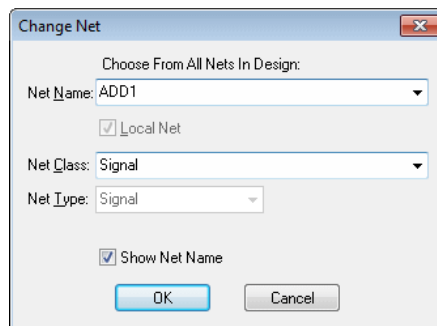 Change Net
Choose From All Nets In Design:
Net Name: ADD1
Local Net
Net Class: Signal
Net Type: Signal
Show Net Name
OK Cancel